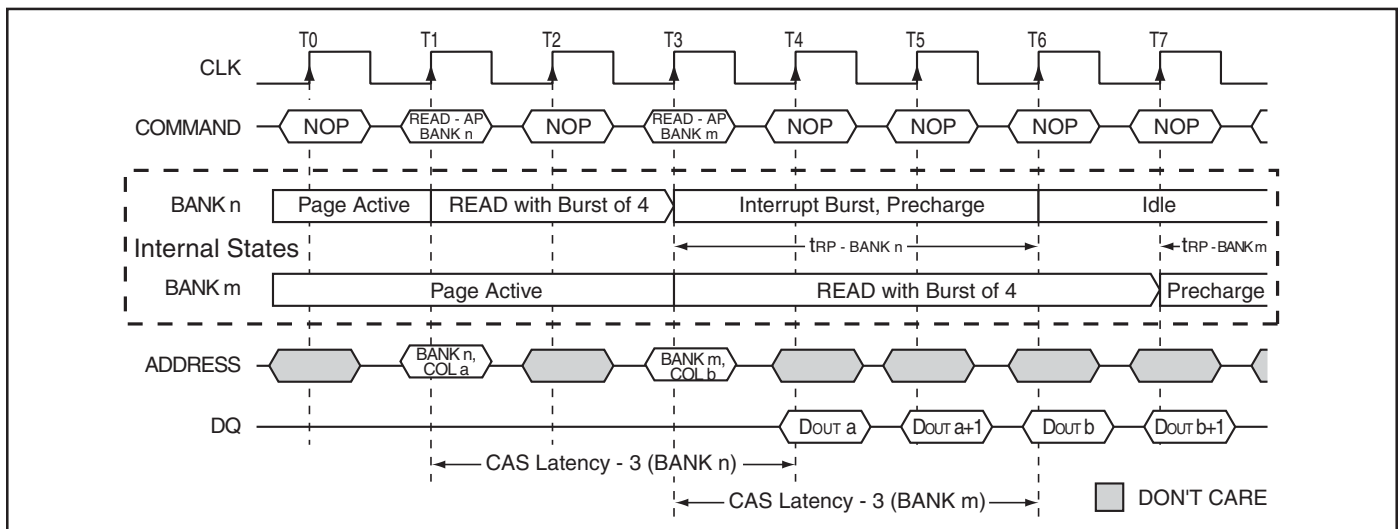 T0 T1 T2 T3 T4 T5 T6 T7
CLK
COMMAND NOP READ - AP BANK n NOP READ - AP BANK m NOP NOP NOP NOP
BANK n Page Active READ with Burst of 4 Interrupt Burst, Precharge Idle
Internal States tRP - BANK n tRP - BANK m
BANK m Page Active READ with Burst of 4 Precharge
ADDRESS BANK n, COL a BANK m, COL b
DQ DOUT a DOUT a+1 DOUT b DOUT b+1
CAS Latency - 3 (BANK n)
CAS Latency - 3 (BANK m) DON'T CARE